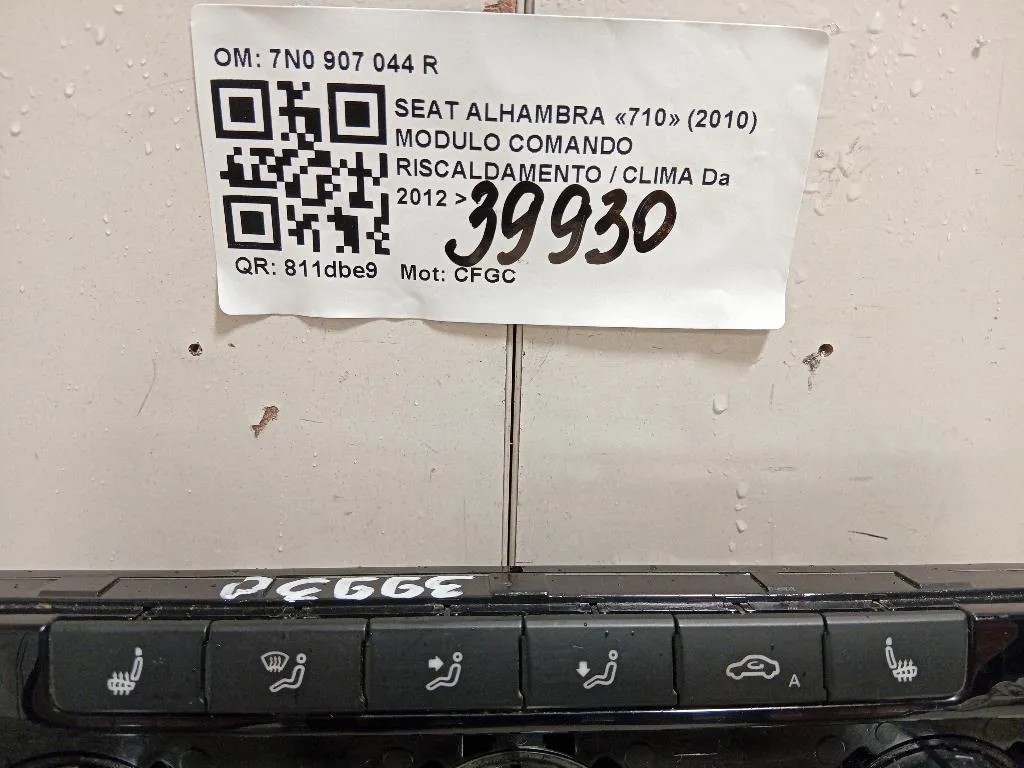 OM: 7N0 907 044 R
SEAT ALHAMBRA «710» (2010)
MODULO COMANDO
RISCALDAMENTO / CLIMA Da
2012 >
39930
QR: 811dbe9 Mot: CFGC
39930
A